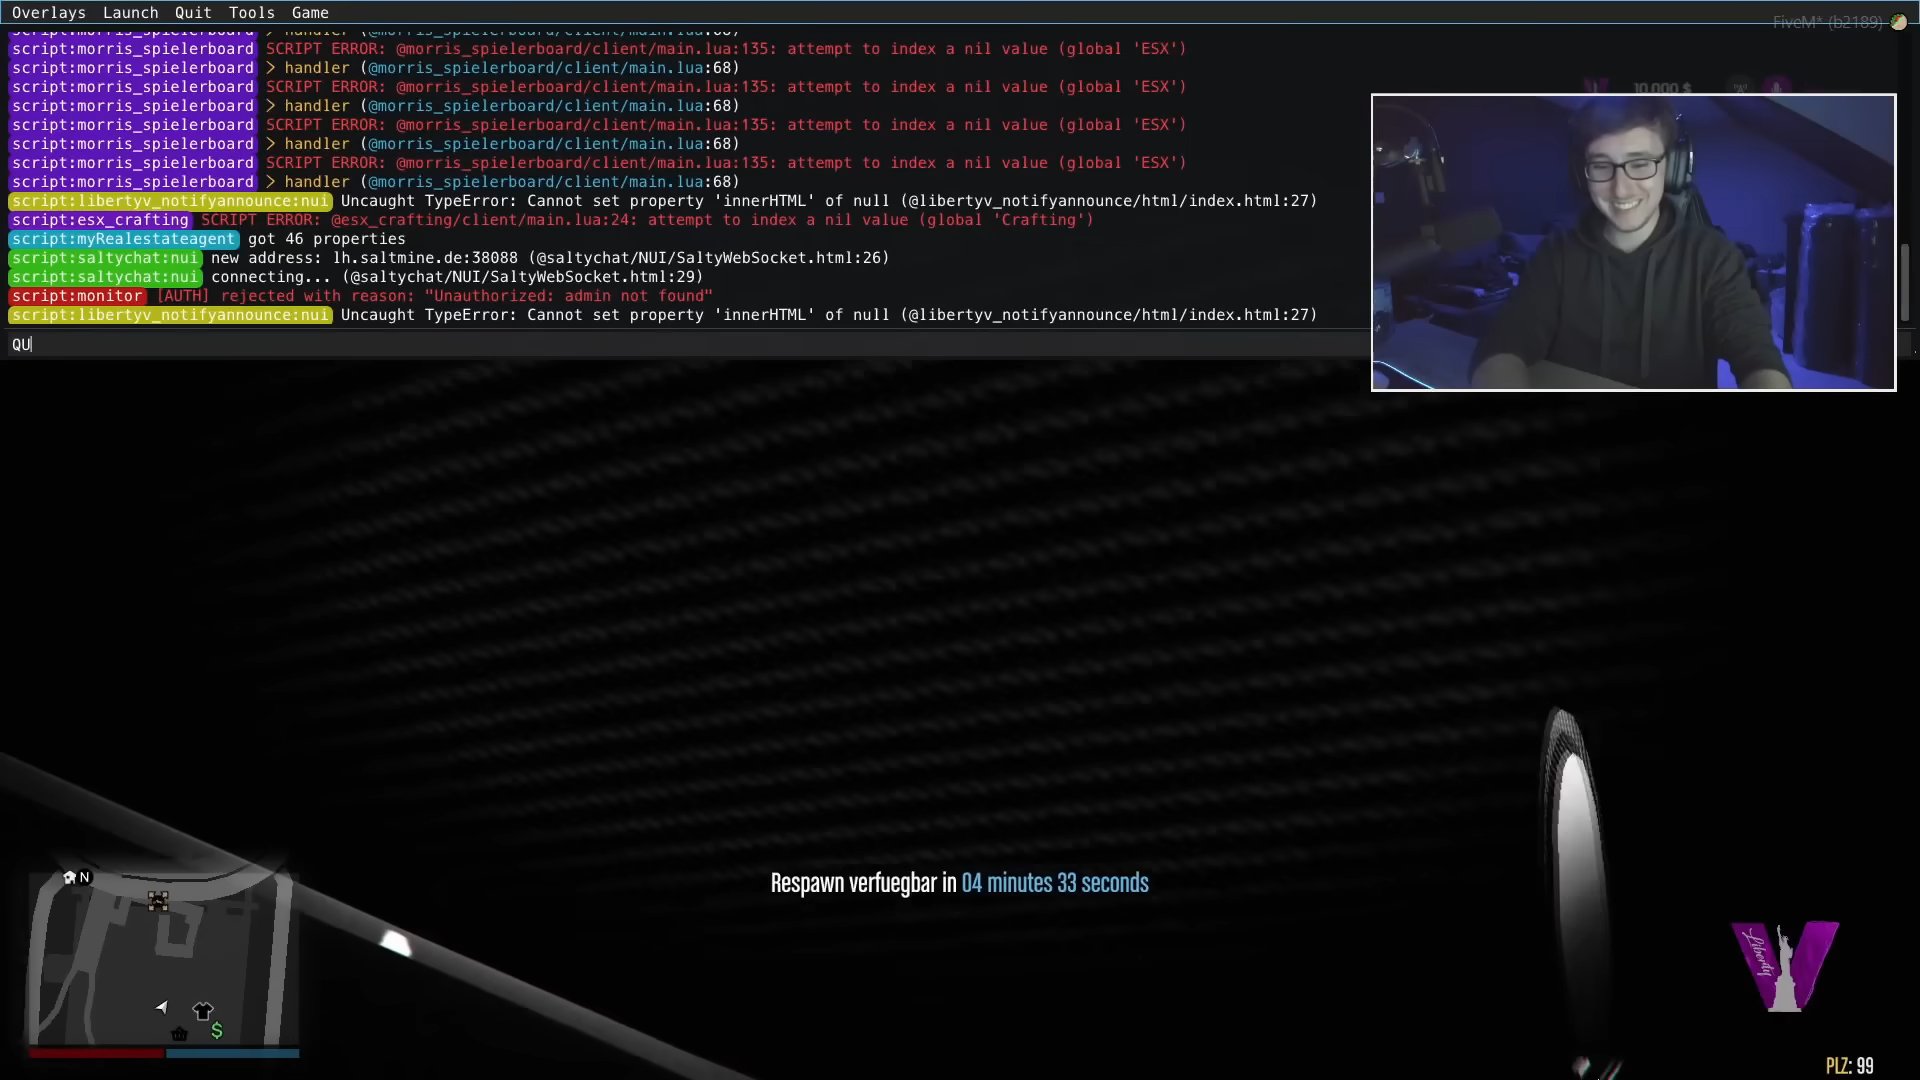 Overlays Launch Quit Tools Game
FiveM* (b2189)
> handler (@morris_spielerboard/client/main.lua:68)
script:morris_spielerboard SCRIPT ERROR: @morris_spielerboard/client/main.lua:135: attempt to index a nil value (global 'ESX')
script:morris_spielerboard > handler (@morris_spielerboard/client/main.lua:68)
script:morris_spielerboard SCRIPT ERROR: @morris_spielerboard/client/main.lua:135: attempt to index a nil value (global 'ESX')
script:morris_spielerboard > handler (@morris_spielerboard/client/main.lua:68)
script:morris_spielerboard SCRIPT ERROR: @morris_spielerboard/client/main.lua:135: attempt to index a nil value (global 'ESX')
script:morris_spielerboard > handler (@morris_spielerboard/client/main.lua:68)
script:morris_spielerboard SCRIPT ERROR: @morris_spielerboard/client/main.lua:135: attempt to index a nil value (global 'ESX')
script:morris_spielerboard > handler (@morris_spielerboard/client/main.lua:68)
script:libertyv_notifyannounce:nui Uncaught TypeError: Cannot set property 'innerHTML' of null (@libertyv_notifyannounce/html/index.html:27)
script:esx_crafting SCRIPT ERROR: @esx_crafting/client/main.lua:24: attempt to index a nil value (global 'Crafting')
script:myRealestateagent got 46 properties
script:saltychat:nui new address: lh.saltmine.de:38088 (@saltychat/NUI/SaltyWebSocket.html:26)
script:saltychat:nui connecting... (@saltychat/NUI/SaltyWebSocket.html:29)
script:monitor [AUTH] rejected with reason: "Unauthorized: admin not found"
script:libertyv_notifyannounce:nui Uncaught TypeError: Cannot set property 'innerHTML' of null (@libertyv_notifyannounce/html/index.html:27)
QU
10.000 $
N
Respawn verfuegbar in 04 minutes 33 seconds
$
Liberty
V
PLZ: 99